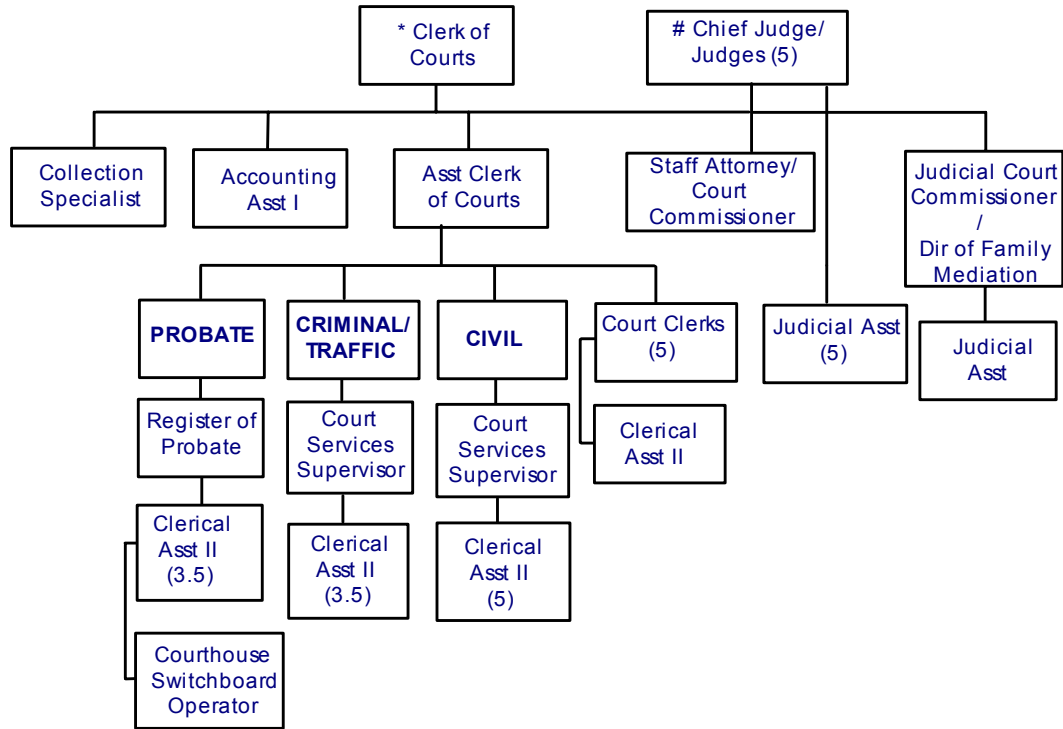 * Clerk of
Courts
# Chief Judge/
Judges (5)
Collection
Specialist
Accounting
Asst I
Asst Clerk
of Courts
Staff Attorney/
Court
Commissioner
Judicial Court
Commissioner
/
Dir of Family
Mediation
PROBATE
CRIMINAL/
TRAFFIC
CIVIL
Court Clerks
(5)
Judicial Asst
(5)
Judicial
Asst
Register of
Probate
Court
Services
Supervisor
Court
Services
Supervisor
Clerical
Asst II
Clerical
Asst II
(3.5)
Clerical
Asst II
(3.5)
Clerical
Asst II
(5)
Courthouse
Switchboard
Operator